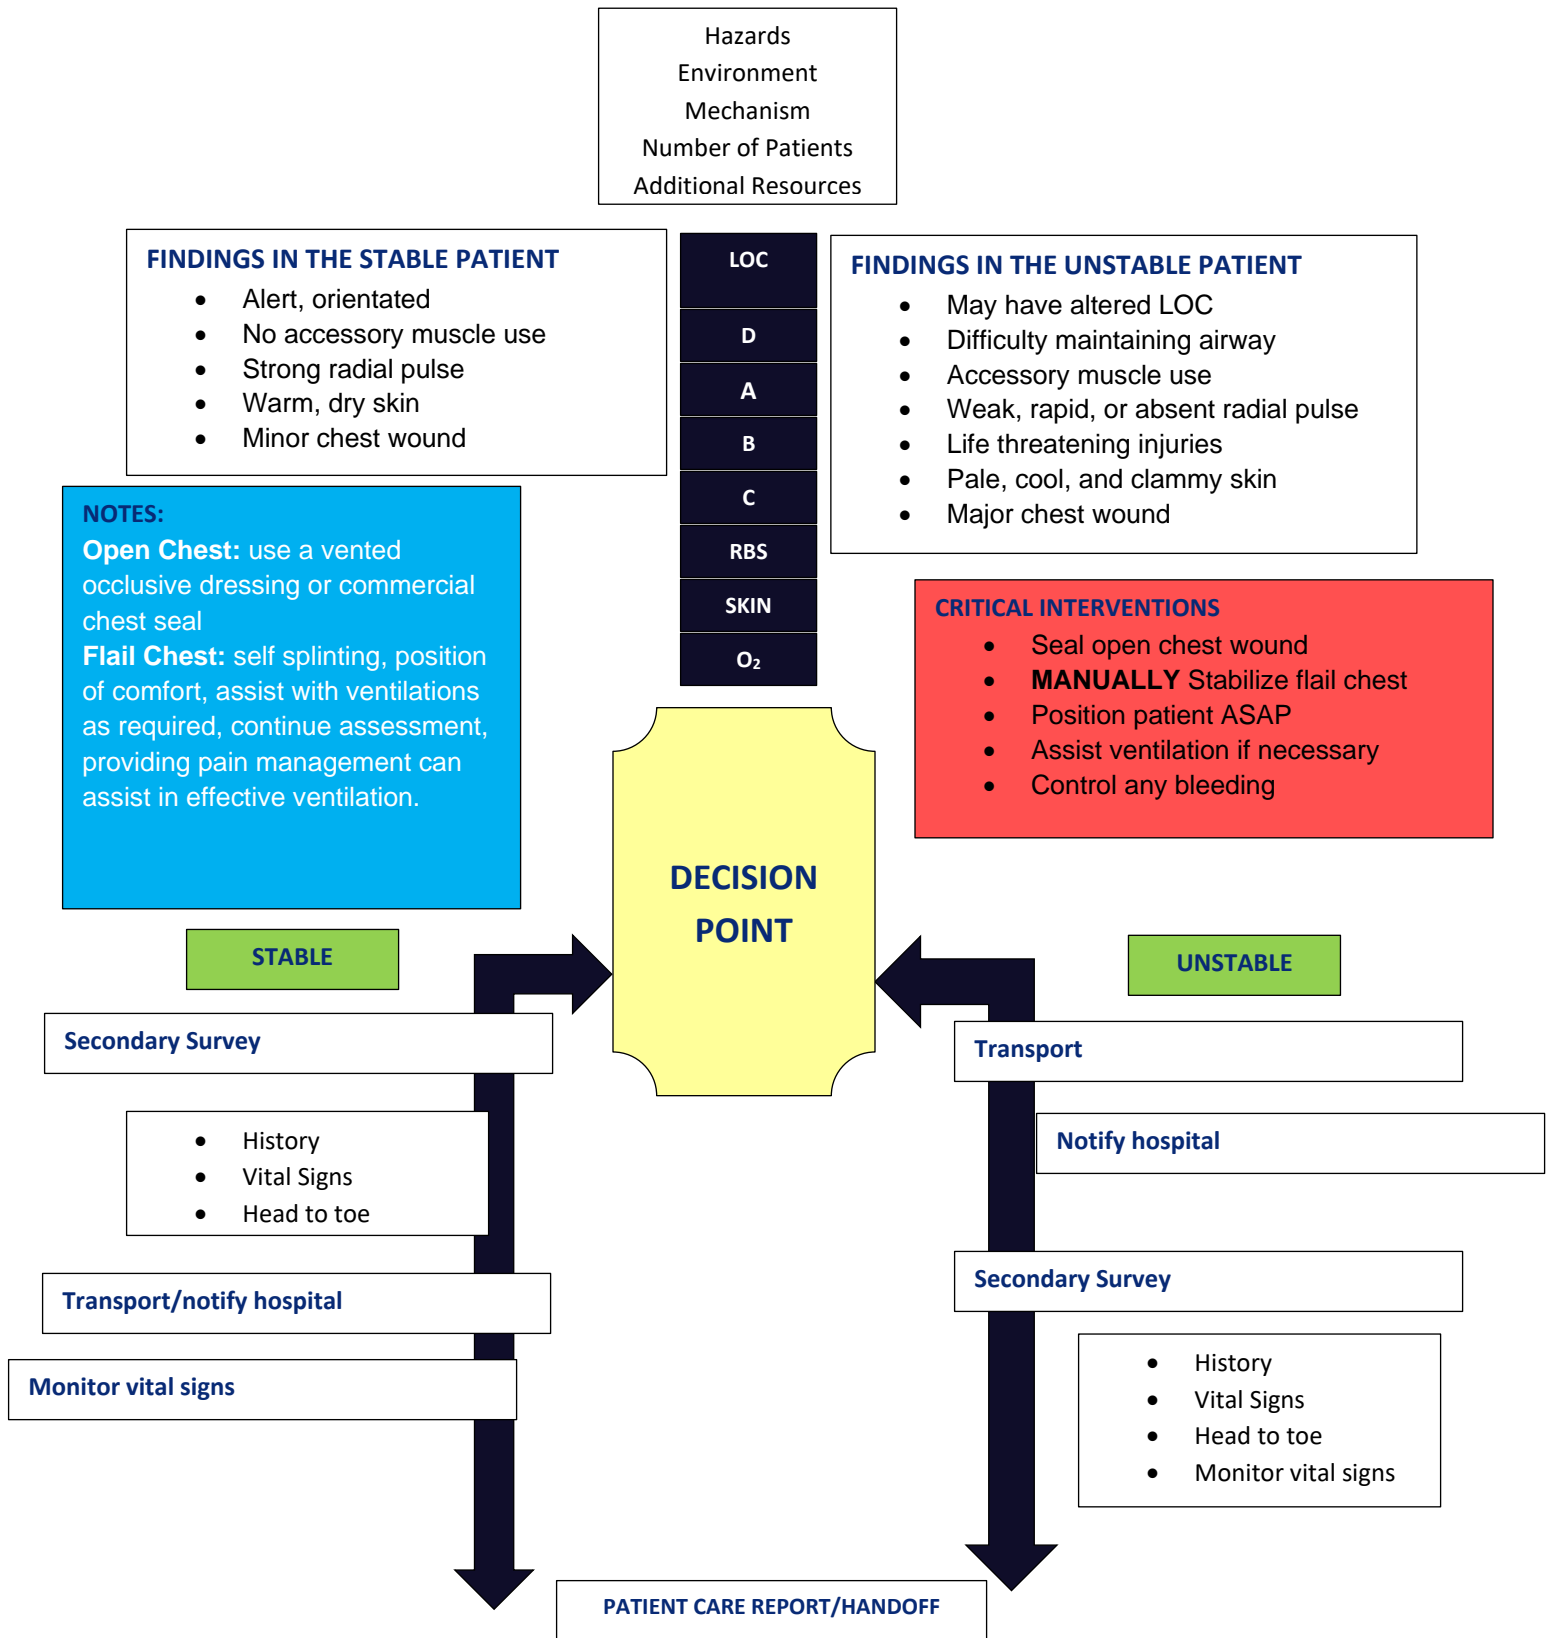 Hazards
Environment
Mechanism
Number of Patients
Additional Resources
FINDINGS IN THE STABLE PATIENT
• Alert, orientated
• No accessory muscle use
• Strong radial pulse
• Warm, dry skin
• Minor chest wound
LOC
D
A
B
C
RBS
SKIN
O₂
FINDINGS IN THE UNSTABLE PATIENT
• May have altered LOC
• Difficulty maintaining airway
• Accessory muscle use
• Weak, rapid, or absent radial pulse
• Life threatening injuries
• Pale, cool, and clammy skin
• Major chest wound
NOTES:
Open Chest: use a vented
occlusive dressing or commercial
chest seal
Flail Chest: self splinting, position
of comfort, assist with ventilations
as required, continue assessment,
providing pain management can
assist in effective ventilation.
CRITICAL INTERVENTIONS
• Seal open chest wound
• MANUALLY Stabilize flail chest
• Position patient ASAP
• Assist ventilation if necessary
• Control any bleeding
DECISION
POINT
STABLE
Secondary Survey
• History
• Vital Signs
• Head to toe
Transport/notify hospital
Monitor vital signs
UNSTABLE
Transport
Notify hospital
Secondary Survey
• History
• Vital Signs
• Head to toe
• Monitor vital signs
PATIENT CARE REPORT/HANDOFF